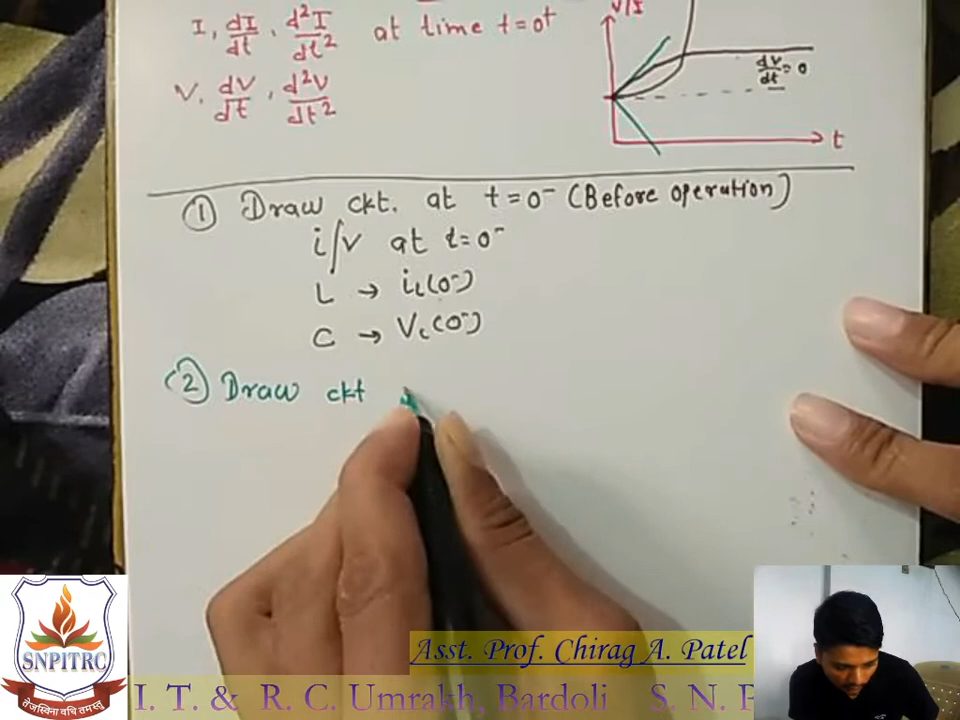 I, dI/dt, d²I/dt² at time t=0⁺
V, dV/dt, d²V/dt²
V/I
dv/dt = 0
t
① Draw ckt. at t=0⁻ (Before operation)
i/v at t=0⁻
L → iL(0⁻)
C → Vc(0⁻)
② Draw ckt
SNPITRC
Asst. Prof. Chirag A. Patel
I. T. & R. C. Umrakh, Bardoli S. N. P